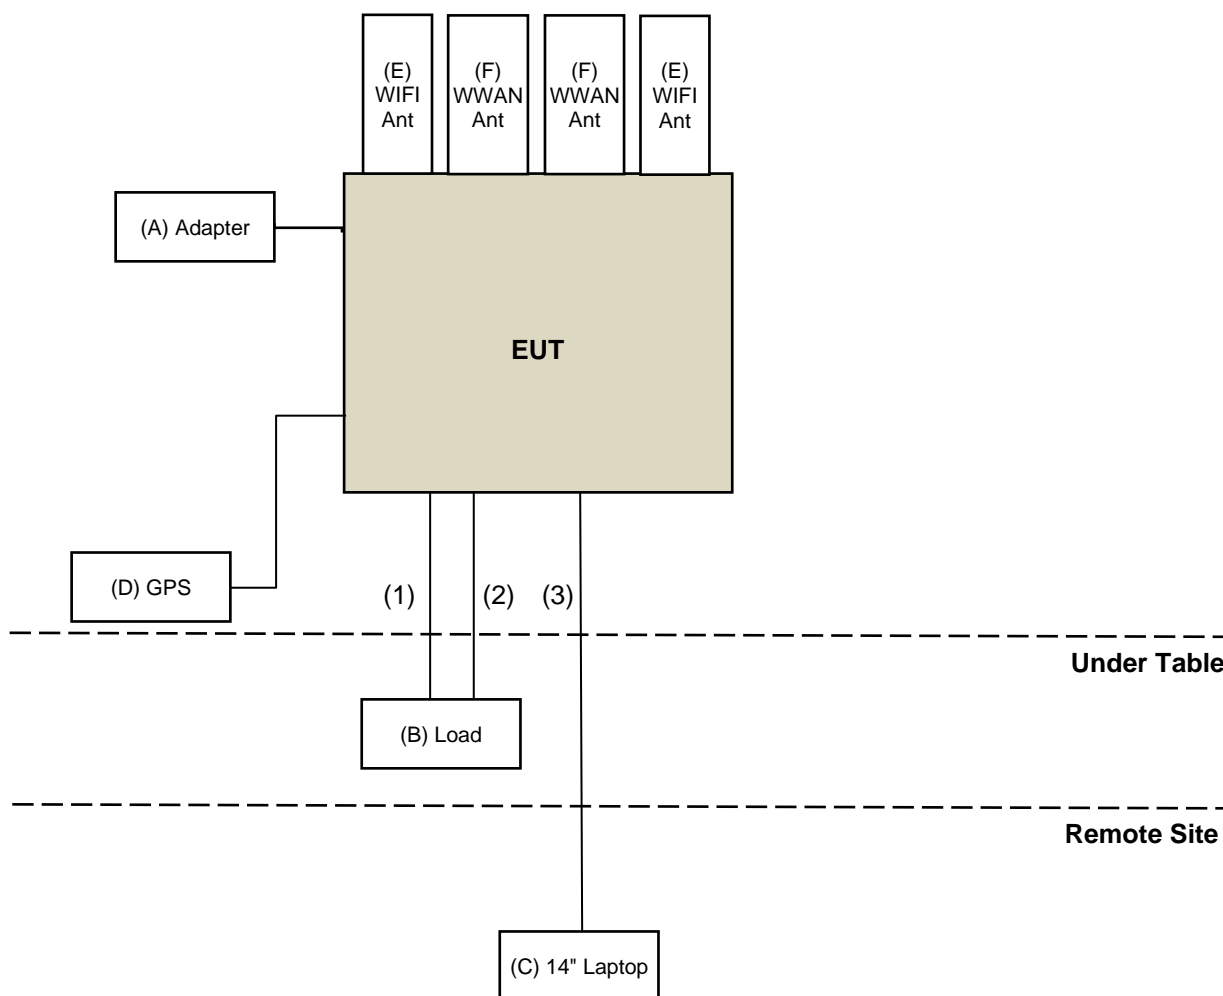 (E)
WIFI
Ant
(F)
WWAN
Ant
(F)
WWAN
Ant
(E)
WIFI
Ant
(A) Adapter
EUT
(D) GPS
(1)
(2)
(3)
Under Table
(B) Load
Remote Site
(C) 14" Laptop